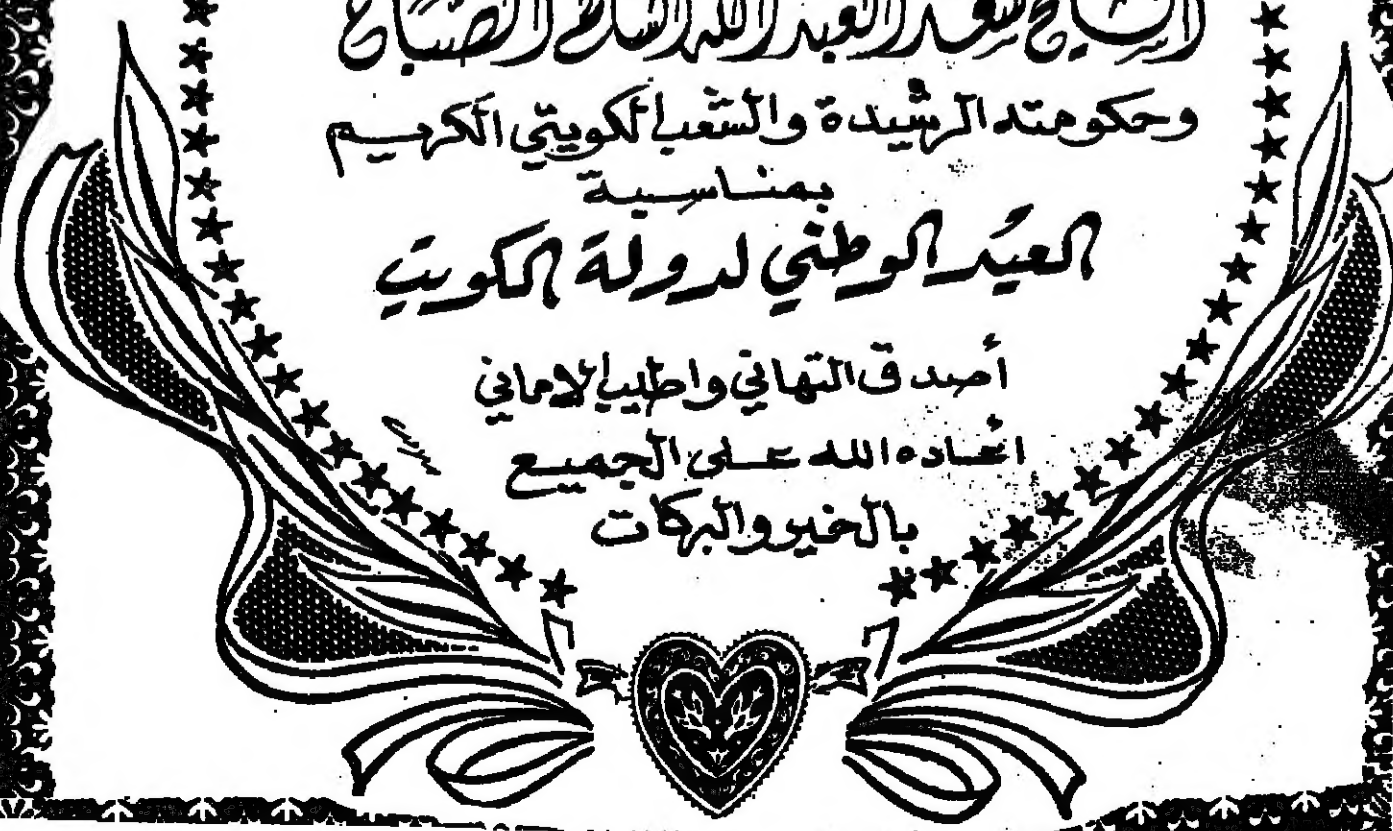 الشيخ سعد العبد الله السالم الصباح
وحكومته الرشيدة والشعب الكويتي الكريم
بمناسبة
العيد الوطني لدولة الكويت
أصدق التهاني واطيب الاماني
اعاده الله على الجميع
بالخير والبركات